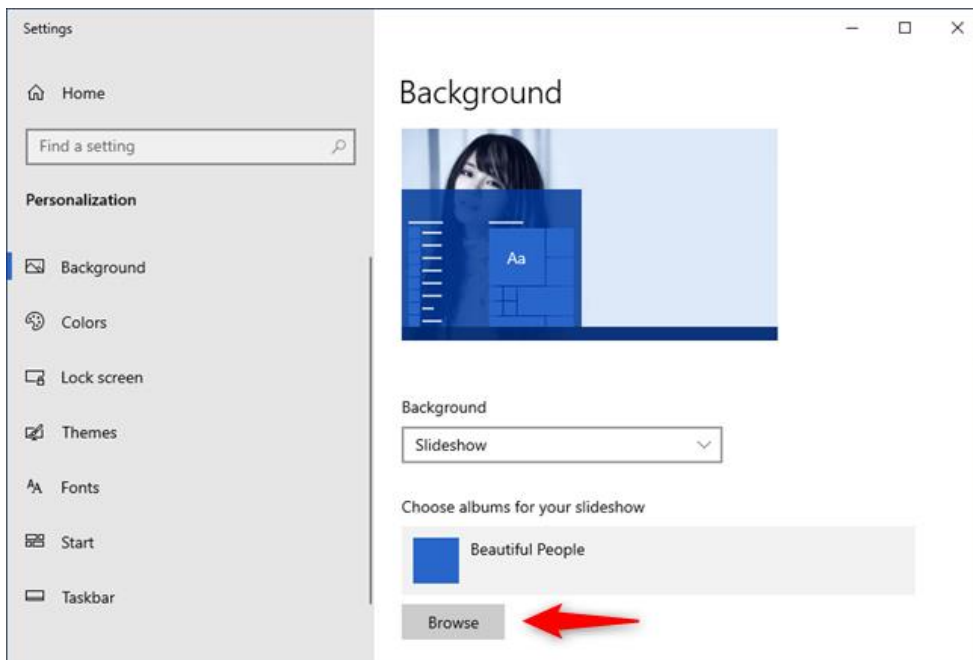 Settings
Home
Find a setting
Personalization
Background
Colors
Lock screen
Themes
Fonts
Start
Taskbar
Background
Aa
Background
Slideshow
Choose albums for your slideshow
Beautiful People
Browse